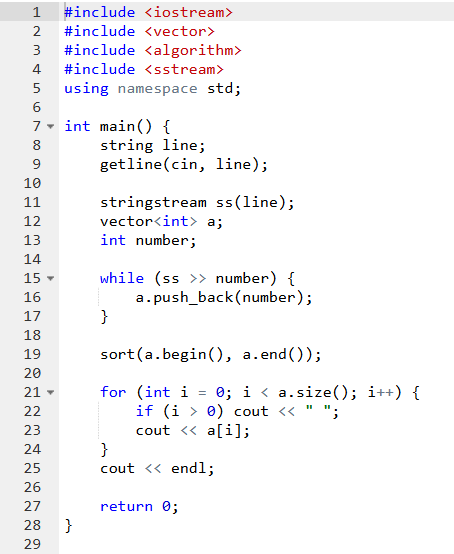 1 #include <iostream>
2 #include <vector>
3 #include <algorithm>
4 #include <sstream>
5 using namespace std;
6
7 int main() {
8     string line;
9     getline(cin, line);
10
11     stringstream ss(line);
12     vector<int> a;
13     int number;
14
15     while (ss >> number) {
16         a.push_back(number);
17     }
18
19     sort(a.begin(), a.end());
20
21     for (int i = 0; i < a.size(); i++) {
22         if (i > 0) cout << " ";
23         cout << a[i];
24     }
25     cout << endl;
26
27     return 0;
28 }
29